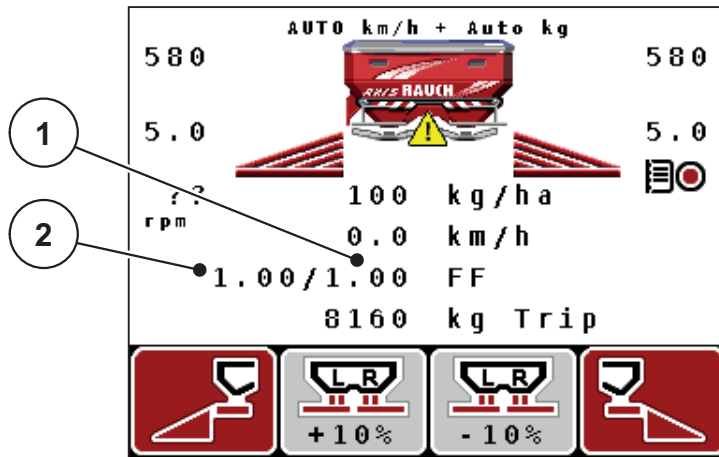 AUTO km/h + Auto kg
580 580
AXIS RAUCH
5.0 5.0
1
?? 100 kg/ha
rpm
0.0 km/h
2
1.00/1.00 FF
8160 kg Trip
L R L R
+10% -10%